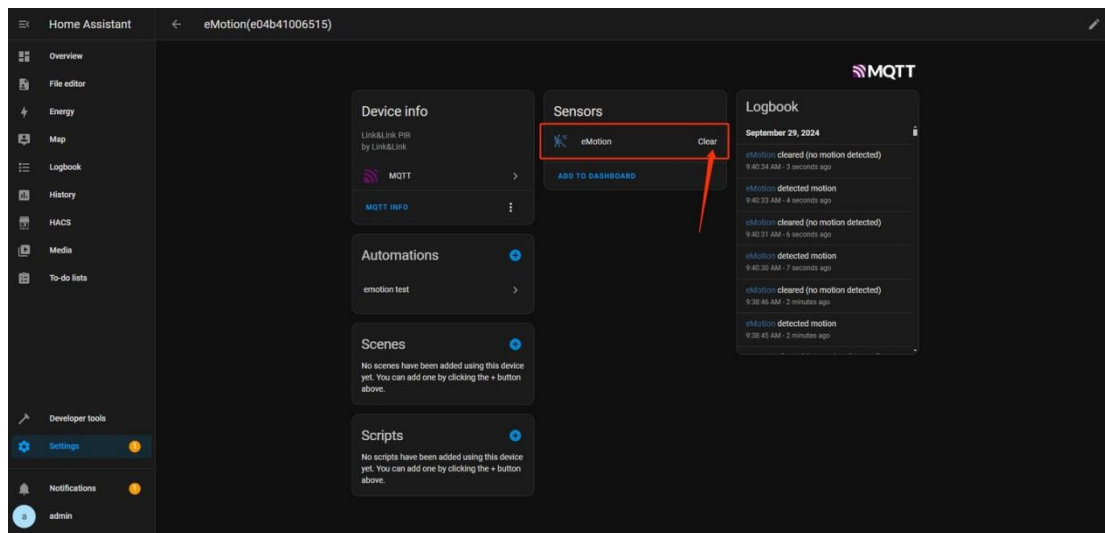 Home Assistant
eMotion(e04b41006515)
Overview
File editor
Energy
Map
Logbook
History
HACS
Media
To-do lists
Developer tools
Settings
1
Notifications
1
a
admin
Device info
Link&Link PIR
by Link&Link
MQTT
MQTT INFO
Automations
emotion test
Scenes
No scenes have been added using this device
yet. You can add one by clicking the + button
above.
Scripts
No scripts have been added using this device
yet. You can add one by clicking the + button
above.
Sensors
eMotion Clear
ADD TO DASHBOARD
MQTT
Logbook
September 29, 2024
eMotion cleared (no motion detected)
9:40:34 AM - 3 seconds ago
eMotion detected motion
9:40:33 AM - 4 seconds ago
eMotion cleared (no motion detected)
9:40:31 AM - 6 seconds ago
eMotion detected motion
9:40:30 AM - 7 seconds ago
eMotion cleared (no motion detected)
9:38:46 AM - 2 minutes ago
eMotion detected motion
9:38:45 AM - 2 minutes ago